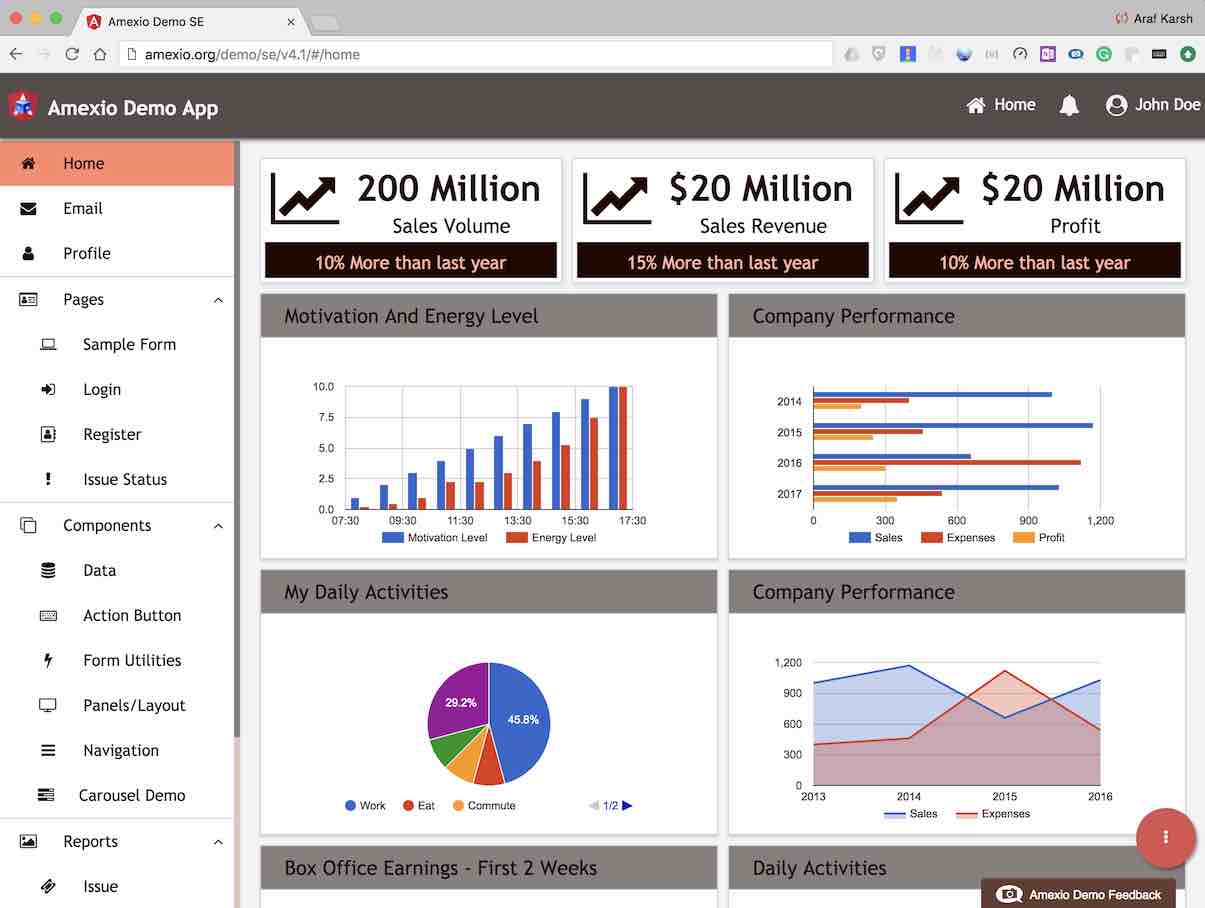 Amexio Demo SE
Araf Karsh
amexio.org/demo/se/v4.1/#/home
Amexio Demo App
Home
John Doe
Home
Email
Profile
Pages
Sample Form
Login
Register
Issue Status
Components
Data
Action Button
Form Utilities
Panels/Layout
Navigation
Carousel Demo
Reports
Issue
200 Million
Sales Volume
10% More than last year
$20 Million
Sales Revenue
15% More than last year
$20 Million
Profit
10% More than last year
Motivation And Energy Level
10.0
7.5
5.0
2.5
0.0
07:30 09:30 11:30 13:30 15:30 17:30
Motivation Level Energy Level
Company Performance
2014
2015
2016
2017
0 300 600 900 1,200
Sales Expenses Profit
My Daily Activities
29.2%
45.8%
Work Eat Commute 1/2
Company Performance
1,200
900
600
300
0
2013 2014 2015 2016
Sales Expenses
Box Office Earnings - First 2 Weeks
Daily Activities
Amexio Demo Feedback